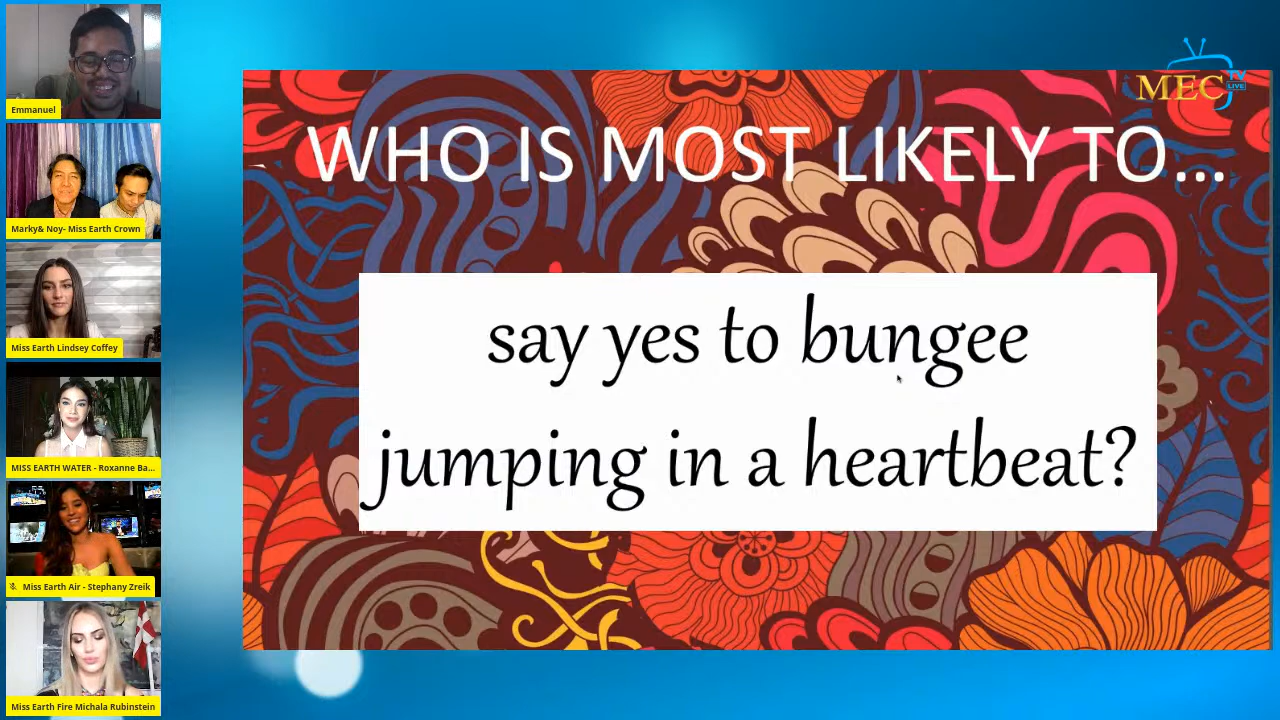 Emmanuel
Marky& Noy- Miss Earth Crown
Miss Earth Lindsey Coffey
MISS EARTH WATER - Roxanne Ba...
Miss Earth Air - Stephany Zreik
Miss Earth Fire Michala Rubinstein
MEC TV
LIVE
WHO IS MOST LIKELY TO...
say yes to bungee
jumping in a heartbeat?